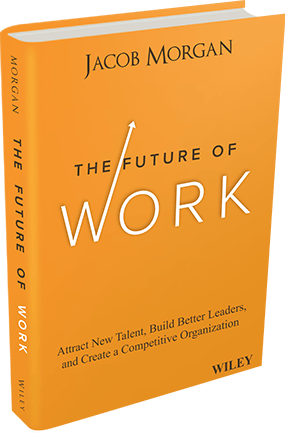 JACOB MORGAN
THE FUTURE OF
WORK
Attract New Talent, Build Better Leaders,
and Create a Competitive Organization
WILEY
MORGAN
THE FUTURE OF WORK
WILEY